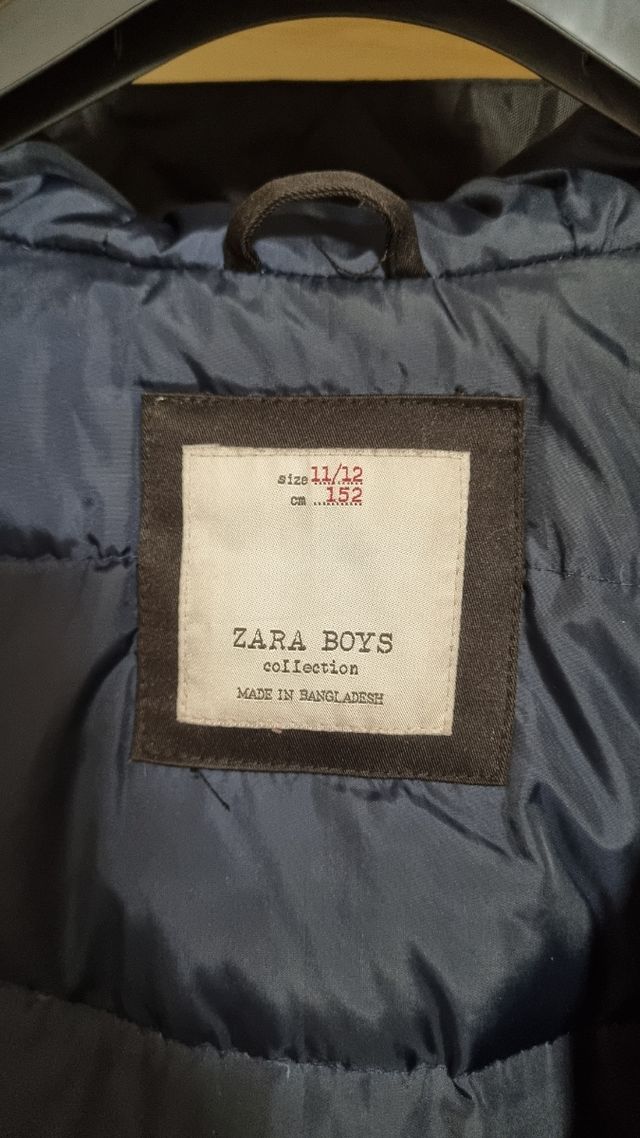 size 11/12
cm 152
ZARA BOYS
collection
MADE IN BANGLADESH